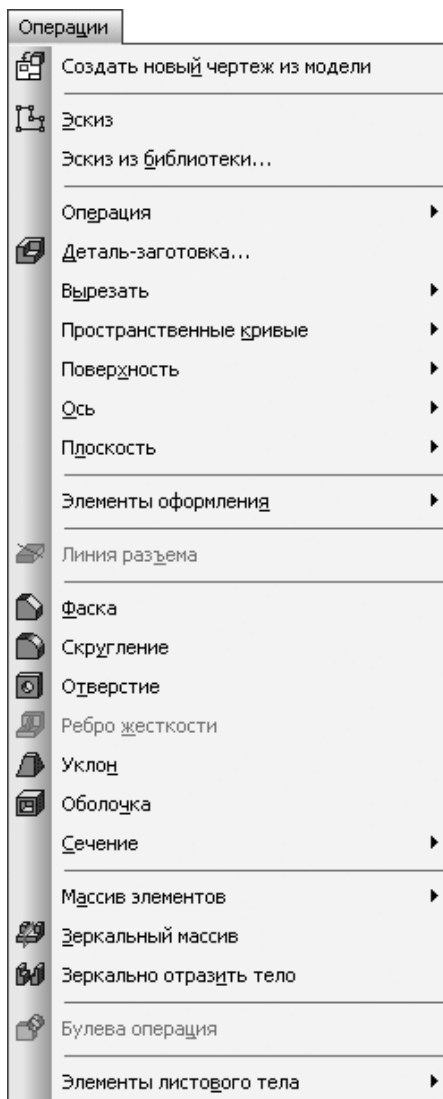 Операции
Создать новый чертеж из модели
Эскиз
Эскиз из библиотеки...
Операция
Деталь-заготовка...
Вырезать
Пространственные кривые
Поверхность
Ось
Плоскость
Элементы оформления
Линия разъема
Фаска
Скругление
Отверстие
Ребро жесткости
Уклон
Оболочка
Сечение
Массив элементов
Зеркальный массив
Зеркально отразить тело
Булева операция
Элементы листового тела